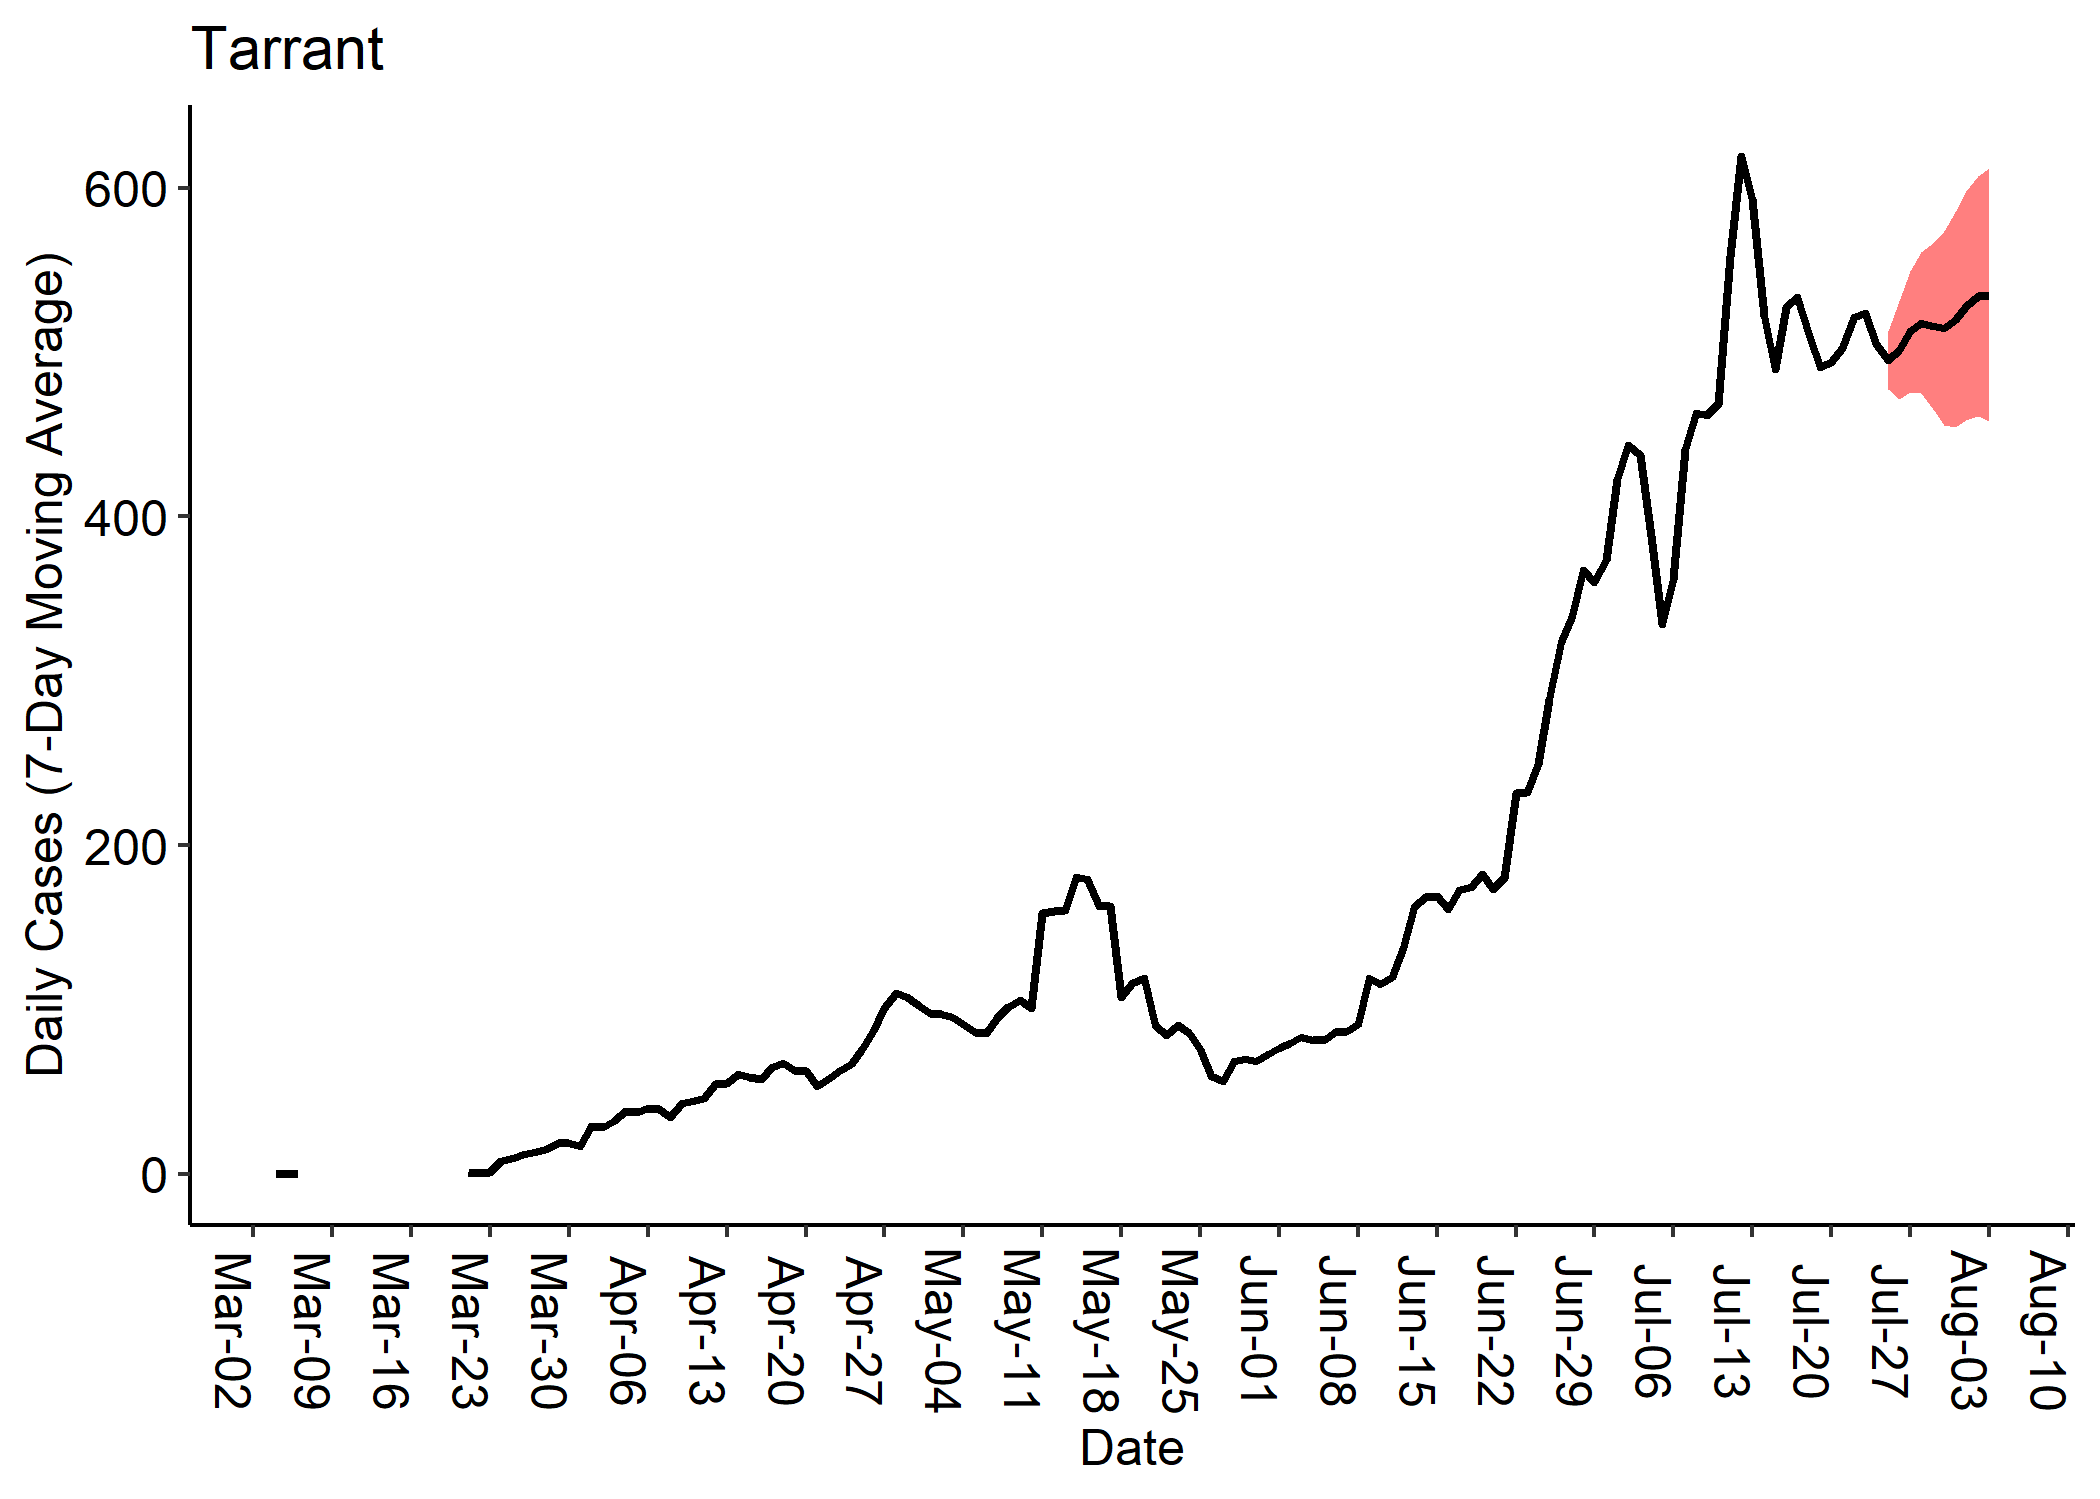 Tarrant
Daily Cases (7-Day Moving Average)
600
400
200
0
Mar-02
Mar-09
Mar-16
Mar-23
Mar-30
Apr-06
Apr-13
Apr-20
Apr-27
May-04
May-11
May-18
May-25
Jun-01
Jun-08
Jun-15
Jun-22
Jun-29
Jul-06
Jul-13
Jul-20
Jul-27
Aug-03
Aug-10
Date